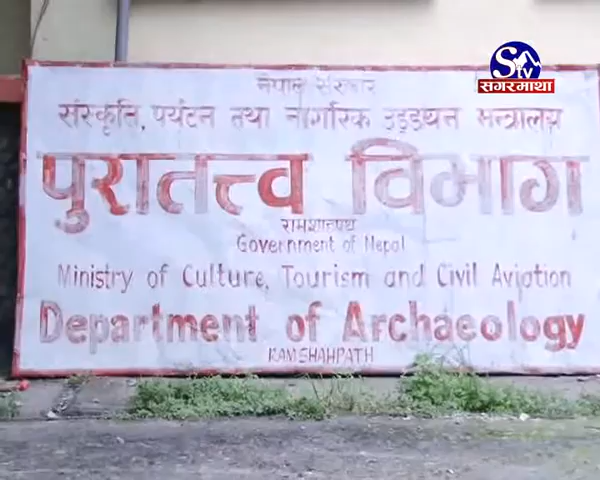 STV
सगरमाथा
नेपाल सरकार
संस्कृति, पर्यटन तथा नागरिक उड्डयन मन्त्रालय
पुरातत्त्व विभाग
रामशाहपथ
Government of Nepal
Ministry of Culture, Tourism and Civil Aviation
Department of Archaeology
RAMSHAHPATH